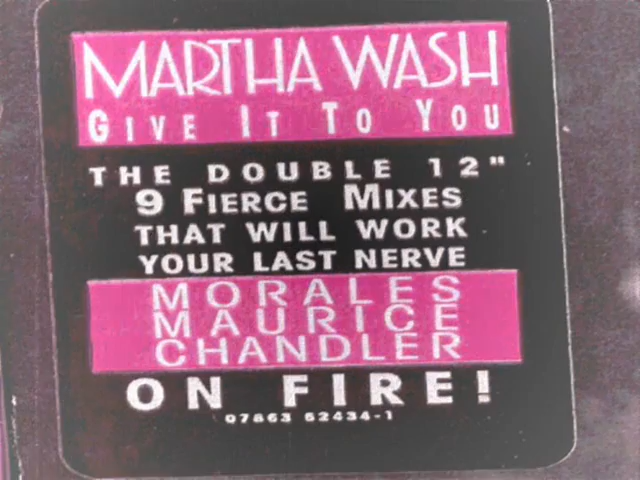 MARTHA WASH
GIVE IT TO YOU
THE DOUBLE 12"
9 FIERCE MIXES
THAT WILL WORK
YOUR LAST NERVE
MORALES
MAURICE
CHANDLER
ON FIRE!
07863 62434-1